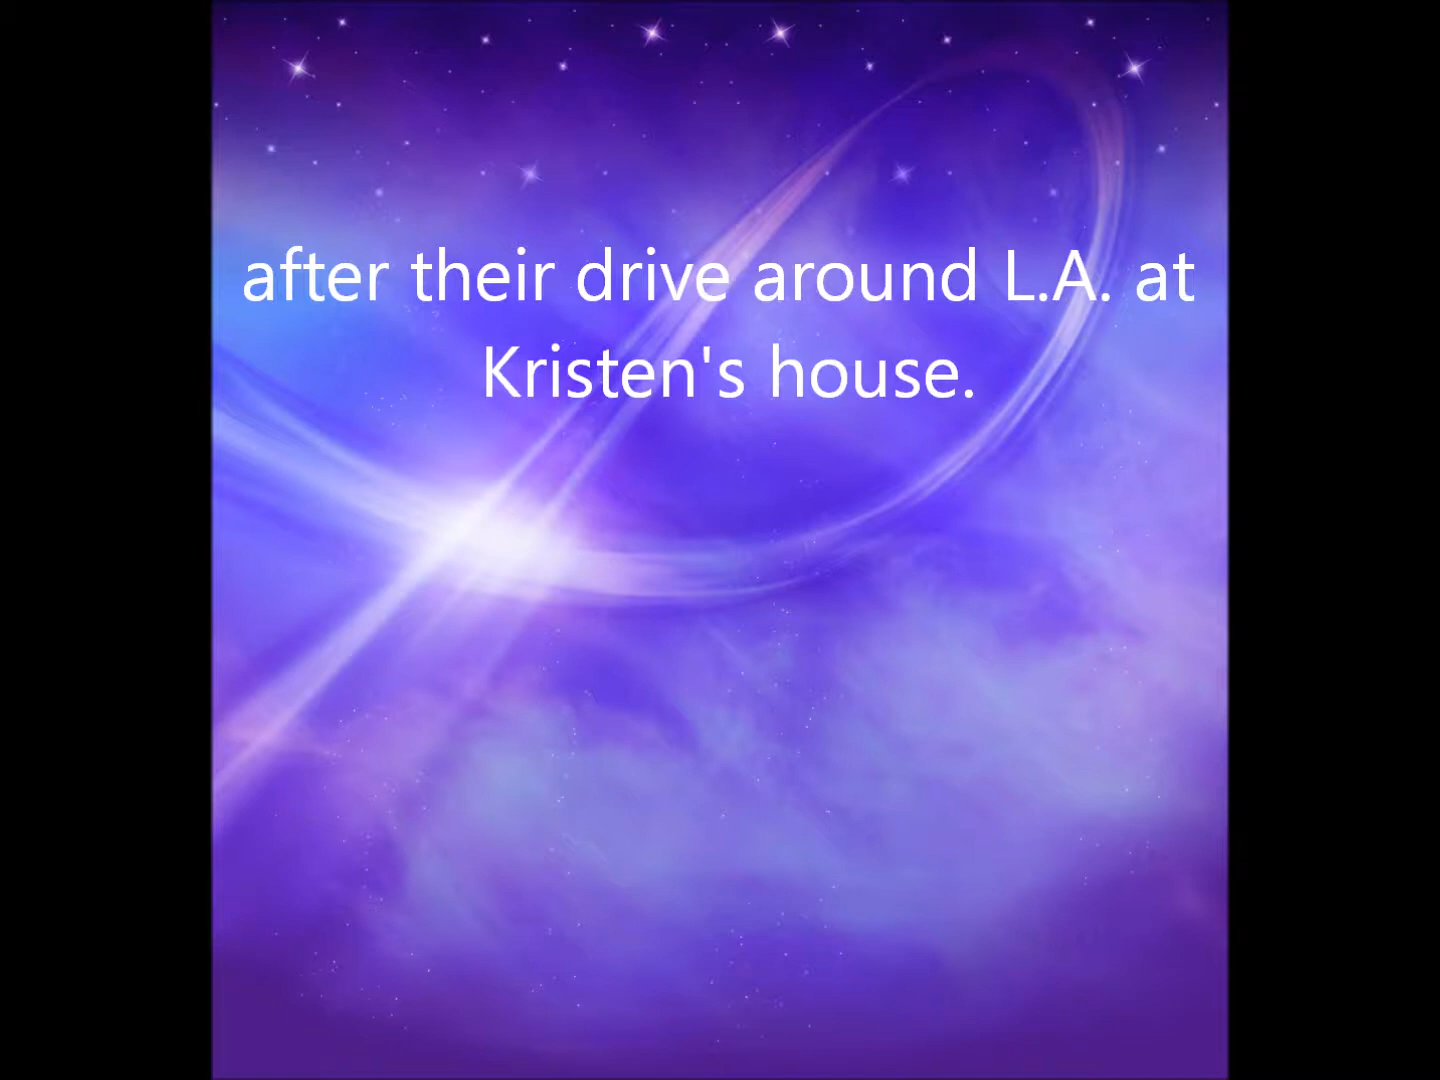 after their drive around L.A. at
Kristen's house.